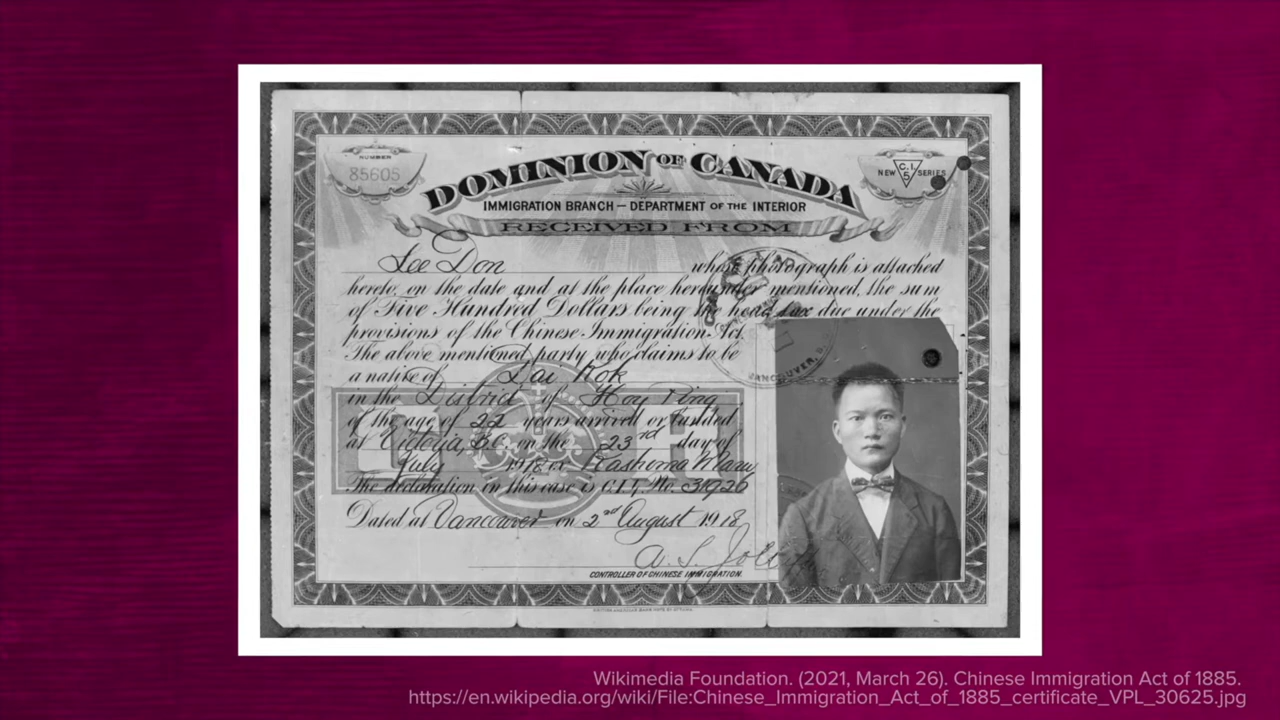 NUMBER
85605
DOMINION OF CANADA
NEW C.I. 5 SERIES
IMMIGRATION BRANCH — DEPARTMENT OF THE INTERIOR
RECEIVED FROM
Lee Don whose photograph is attached
hereto, on the date and at the place hereunder mentioned, the sum
of Five Hundred Dollars being the head tax due under the
provisions of the Chinese Immigration Act.
The above mentioned party who claims to be
a native of Lai Kok
in the District of Hoy Ping
of the age of 22 years arrived or landed
at Victoria, B.C. on the 23rd day of
July 1918 ex Kashema Maru
The declaration in this case is C.I.4 No. 31926
Dated at Vancouver on 2nd August 1918
A. L. Jolliffe
CONTROLLER OF CHINESE IMMIGRATION.
VANCOUVER, B.C.
Wikimedia Foundation. (2021, March 26). Chinese Immigration Act of 1885.
https://en.wikipedia.org/wiki/File:Chinese_Immigration_Act_of_1885_certificate_VPL_30625.jpg